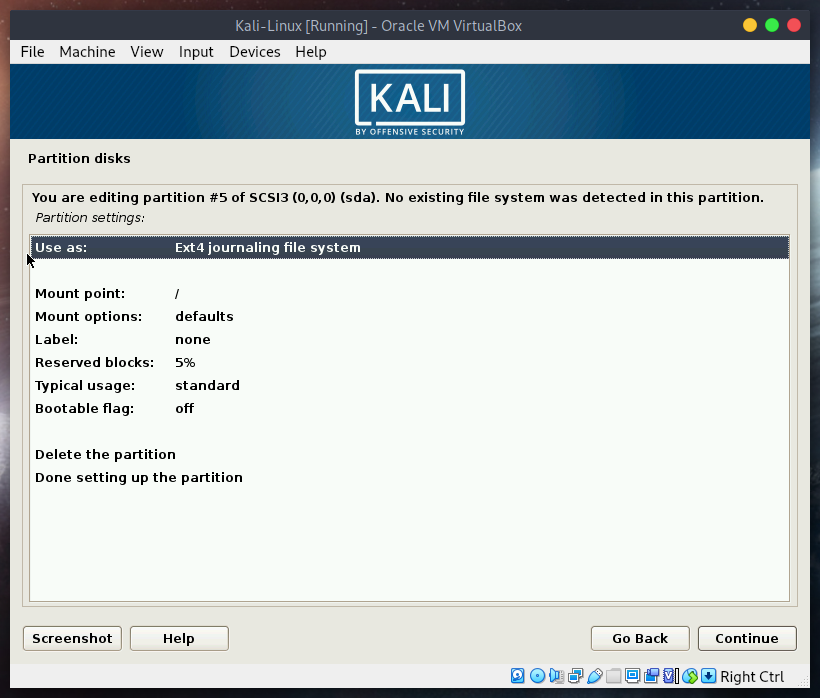 Kali-Linux [Running] - Oracle VM VirtualBox
File Machine View Input Devices Help
KALI
BY OFFENSIVE SECURITY
Partition disks
You are editing partition #5 of SCSI3 (0,0,0) (sda). No existing file system was detected in this partition.
Partition settings:
Use as: Ext4 journaling file system
Mount point: /
Mount options: defaults
Label: none
Reserved blocks: 5%
Typical usage: standard
Bootable flag: off
Delete the partition
Done setting up the partition
Screenshot Help Go Back Continue
Right Ctrl